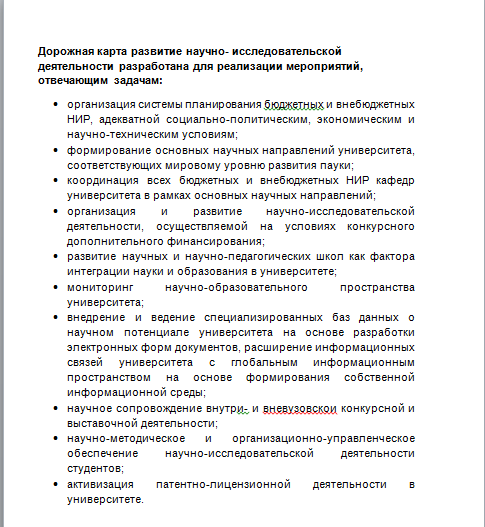 Дорожная карта развитие научно- исследовательской
деятельности разработана для реализации мероприятий,
отвечающим задачам:
• организация системы планирования бюджетных и внебюджетных
НИР, адекватной социально-политическим, экономическим и
научно-техническим условиям;
• формирование основных научных направлений университета,
соответствующих мировому уровню развития пауки;
• координация всех бюджетных и внебюджетных НИР кафедр
университета в рамках основных научных направлений;
• организация и развитие научно-исследовательской
деятельности, осуществляемой на условиях конкурсного
дополнительного финансирования;
• развитие научных и научно-педагогических школ как фактора
интеграции науки и образования в университете;
• мониторинг научно-образовательного пространства
университета;
• внедрение и ведение специализированных баз данных о
научном потенциале университета на основе разработки
электронных форм документов, расширение информационных
связей университета с глобальным информационным
пространством на основе формирования собственной
информационной среды;
• научное сопровождение внутри- и вневузовскои конкурсной и
выставочной деятельности;
• научно-методическое и организационно-управленческое
обеспечение научно-исследовательской деятельности
студентов;
• активизация патентно-лицензионной деятельности в
университете.